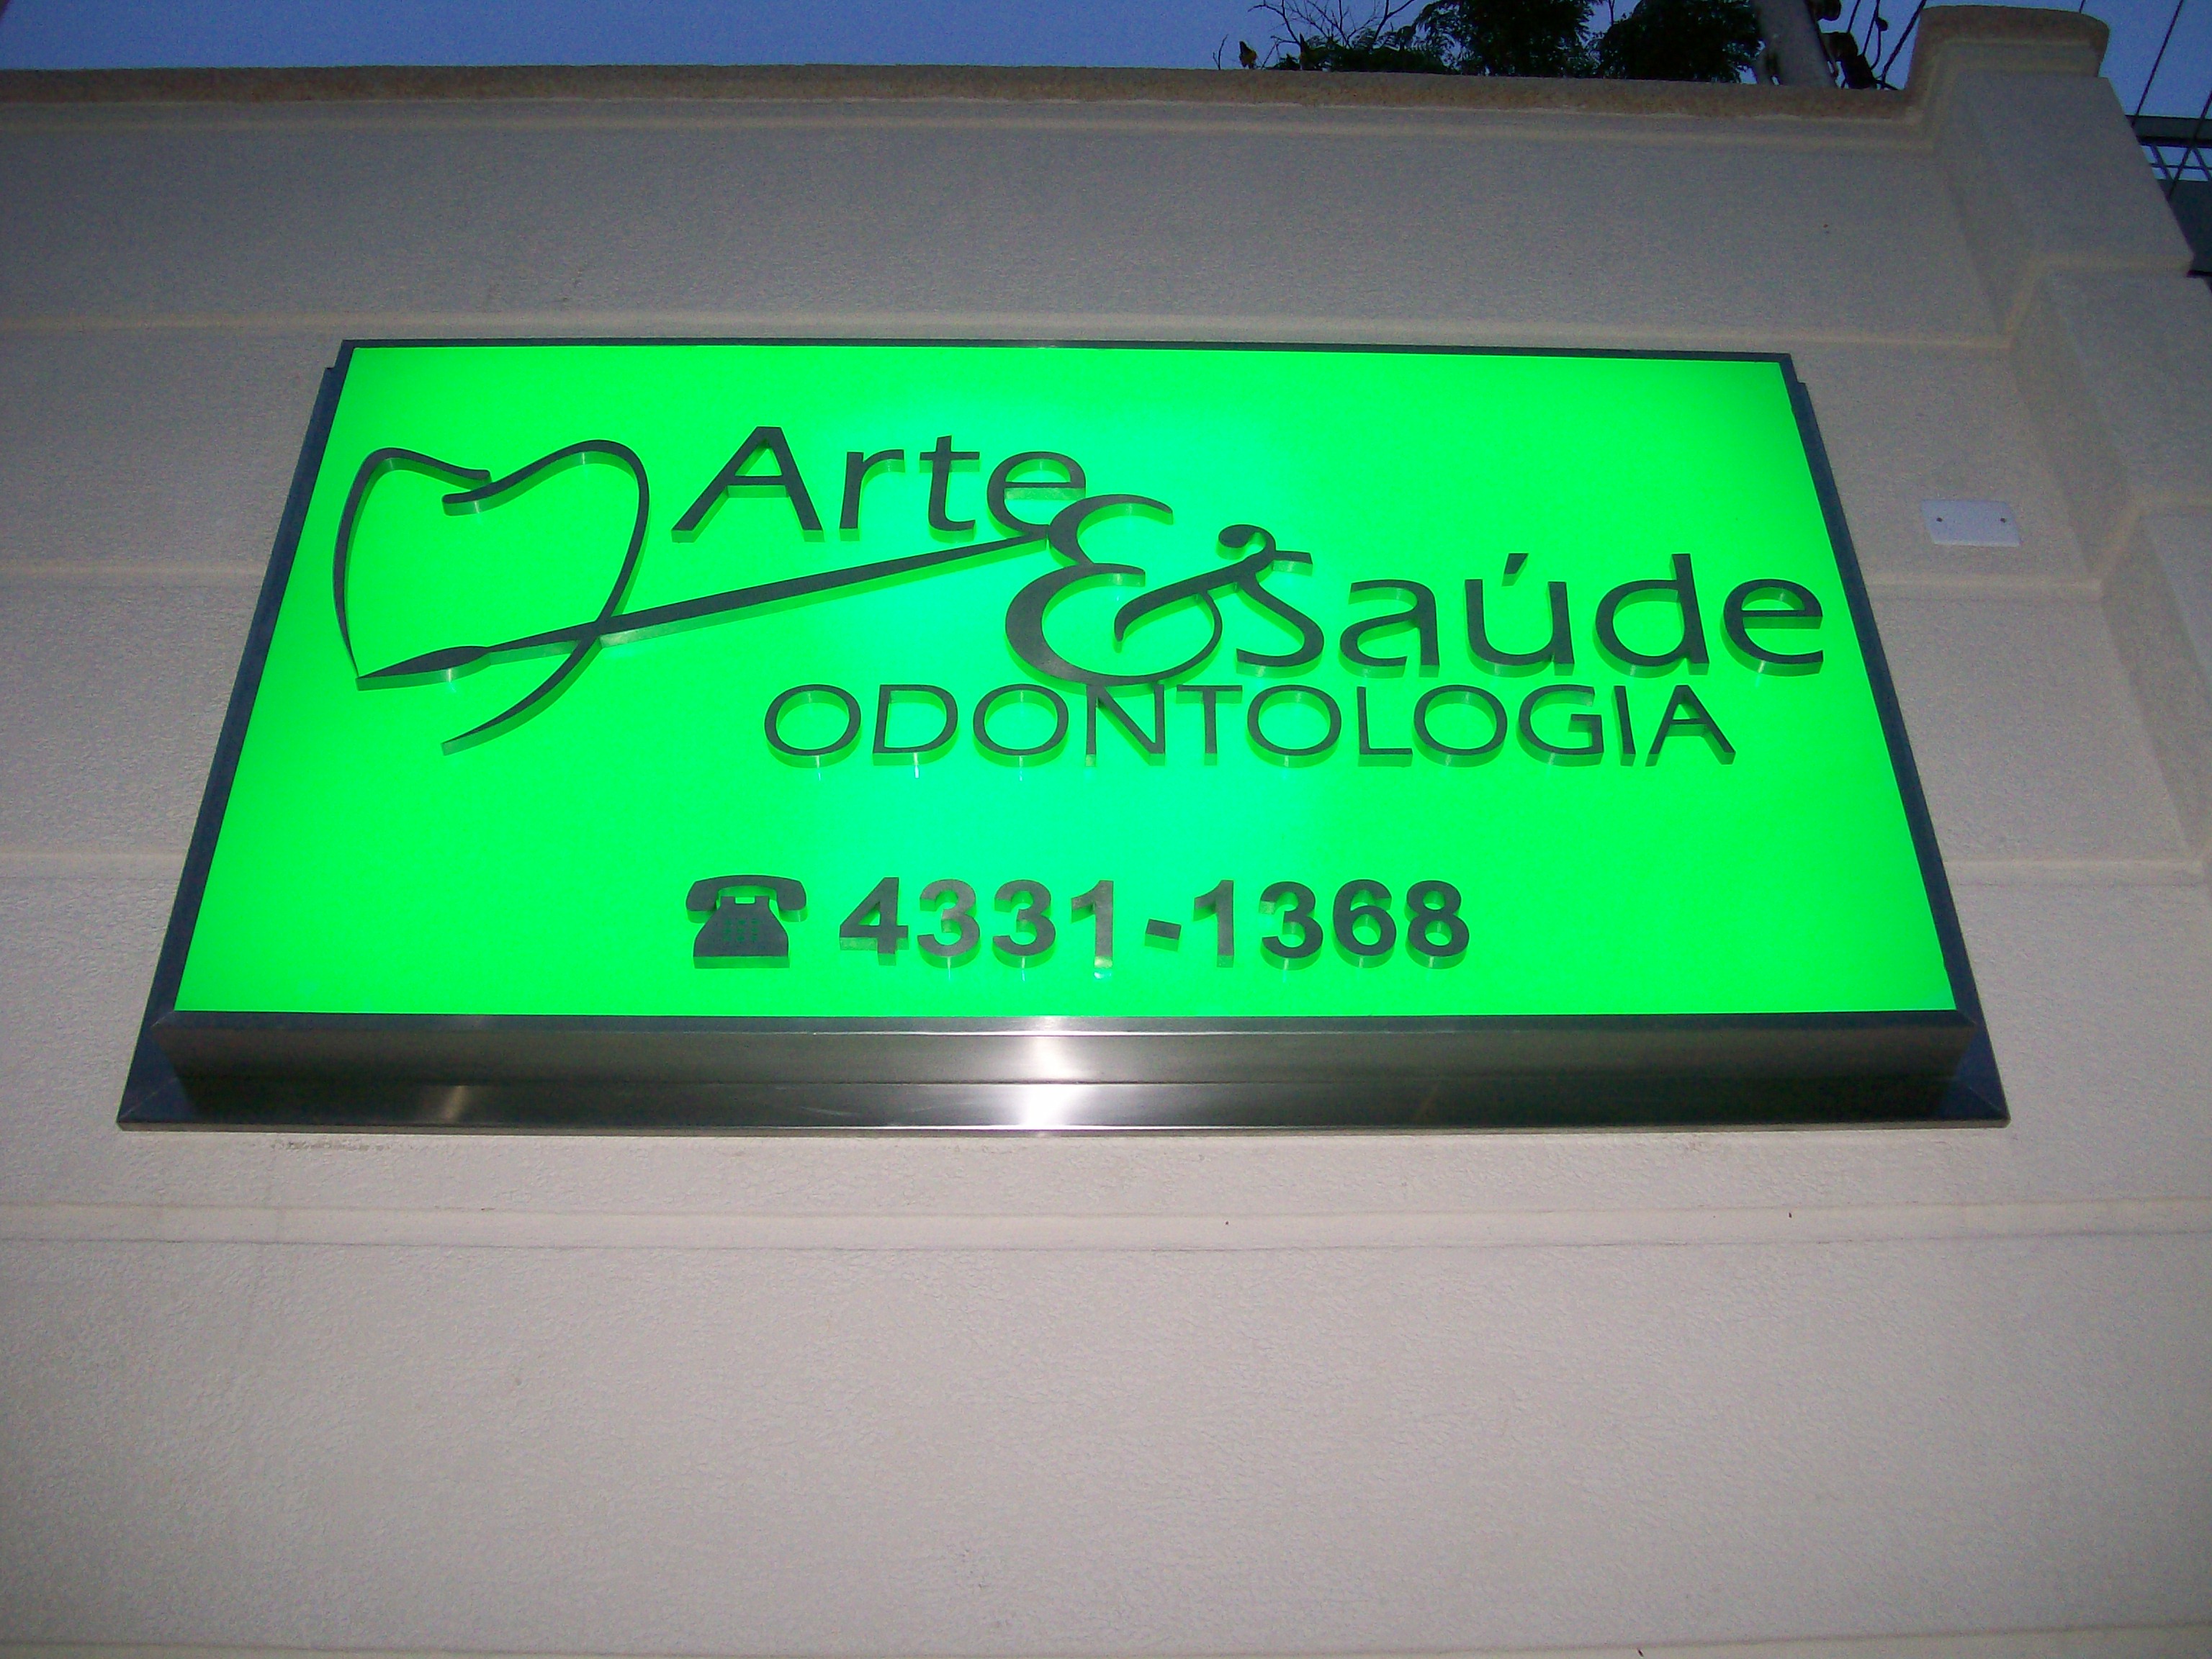 Arte & Saúde
ODONTOLOGIA
☎ 4331-1368